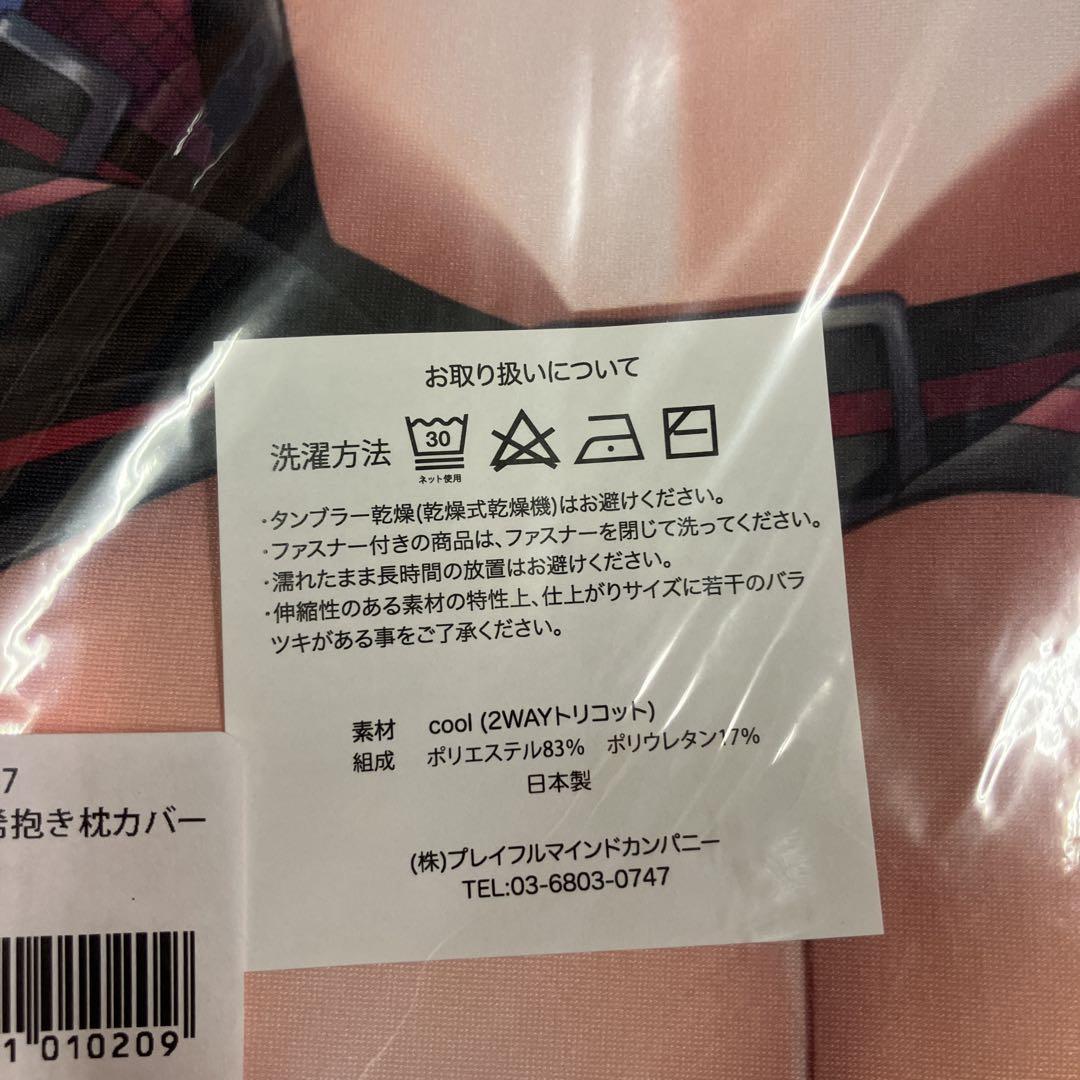 お取り扱いについて
洗濯方法
30
ネット使用
・タンブラー乾燥(乾燥式乾燥機)はお避けください。
・ファスナー付きの商品は、ファスナーを閉じて洗ってください。
・濡れたまま長時間の放置はお避けください。
・伸縮性のある素材の特性上、仕上がりサイズに若干のバラ
ツキがある事をご了承ください。
素材 cool (2WAYトリコット)
組成 ポリエステル83% ポリウレタン17%
日本製
(株)プレイフルマインドカンパニー
TEL:03-6803-0747
7
抱き枕カバー
1 010209